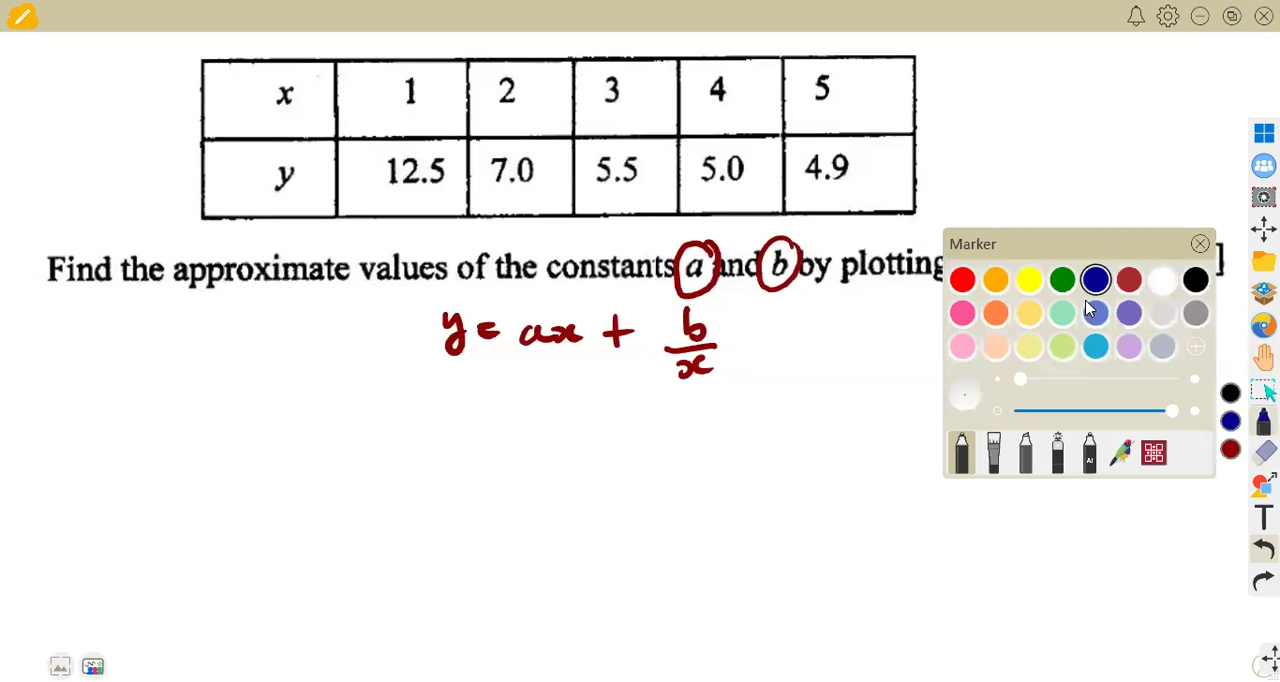 x 1 2 3 4 5
y 12.5 7.0 5.5 5.0 4.9
Find the approximate values of the constants a and b by plotting ]
y = ax + b/x
Marker
AI
T